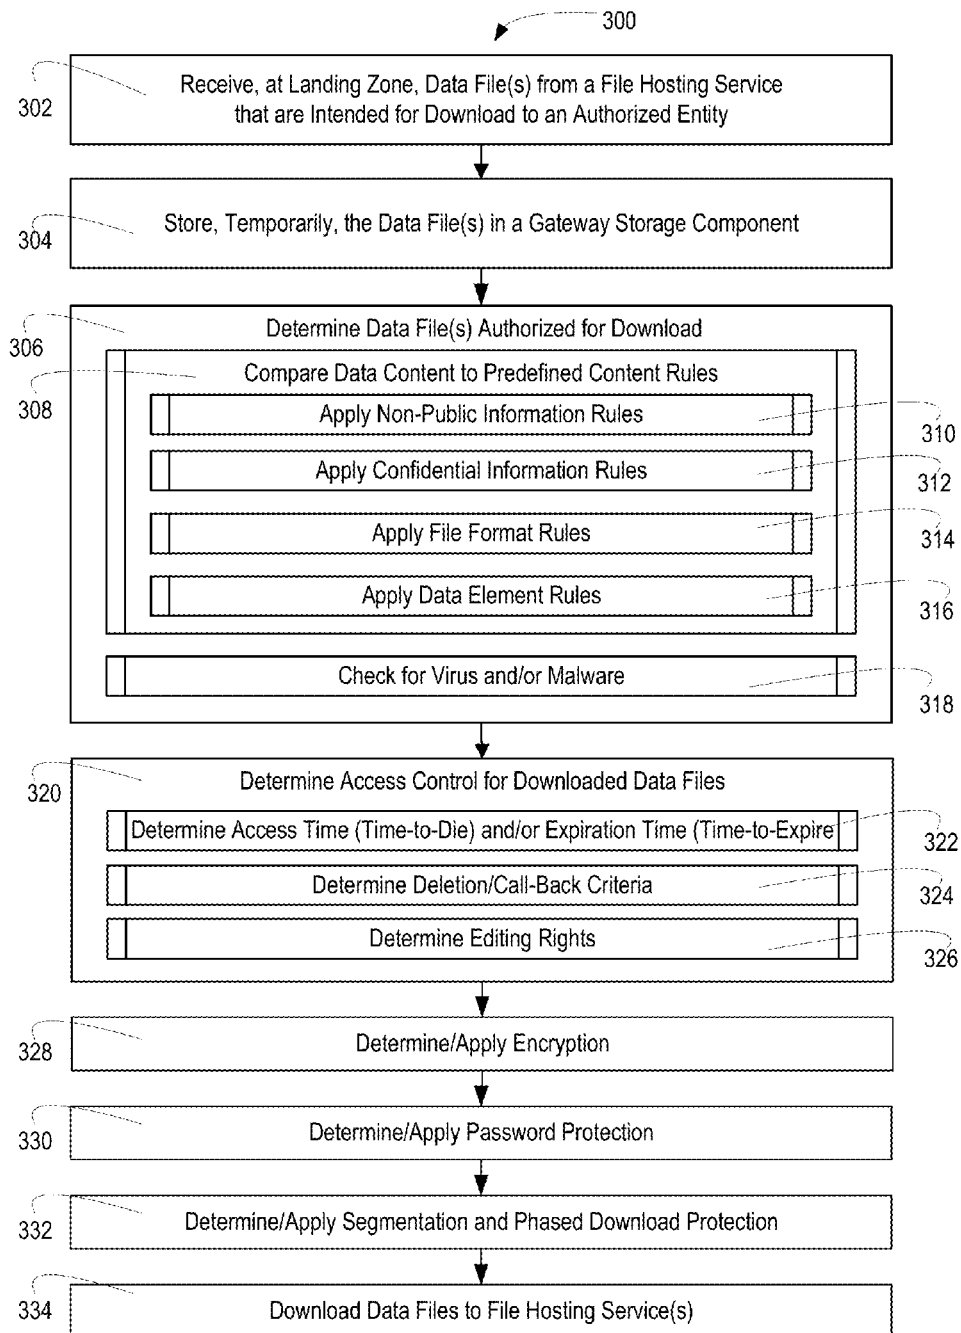 300
302
Receive, at Landing Zone, Data File(s) from a File Hosting Service
that are Intended for Download to an Authorized Entity
304
Store, Temporarily, the Data File(s) in a Gateway Storage Component
306
Determine Data File(s) Authorized for Download
308
Compare Data Content to Predefined Content Rules
Apply Non-Public Information Rules
310
Apply Confidential Information Rules
312
Apply File Format Rules
314
Apply Data Element Rules
316
Check for Virus and/or Malware
318
320
Determine Access Control for Downloaded Data Files
Determine Access Time (Time-to-Die) and/or Expiration Time (Time-to-Expire
322
Determine Deletion/Call-Back Criteria
324
Determine Editing Rights
326
328
Determine/Apply Encryption
330
Determine/Apply Password Protection
332
Determine/Apply Segmentation and Phased Download Protection
334
Download Data Files to File Hosting Service(s)